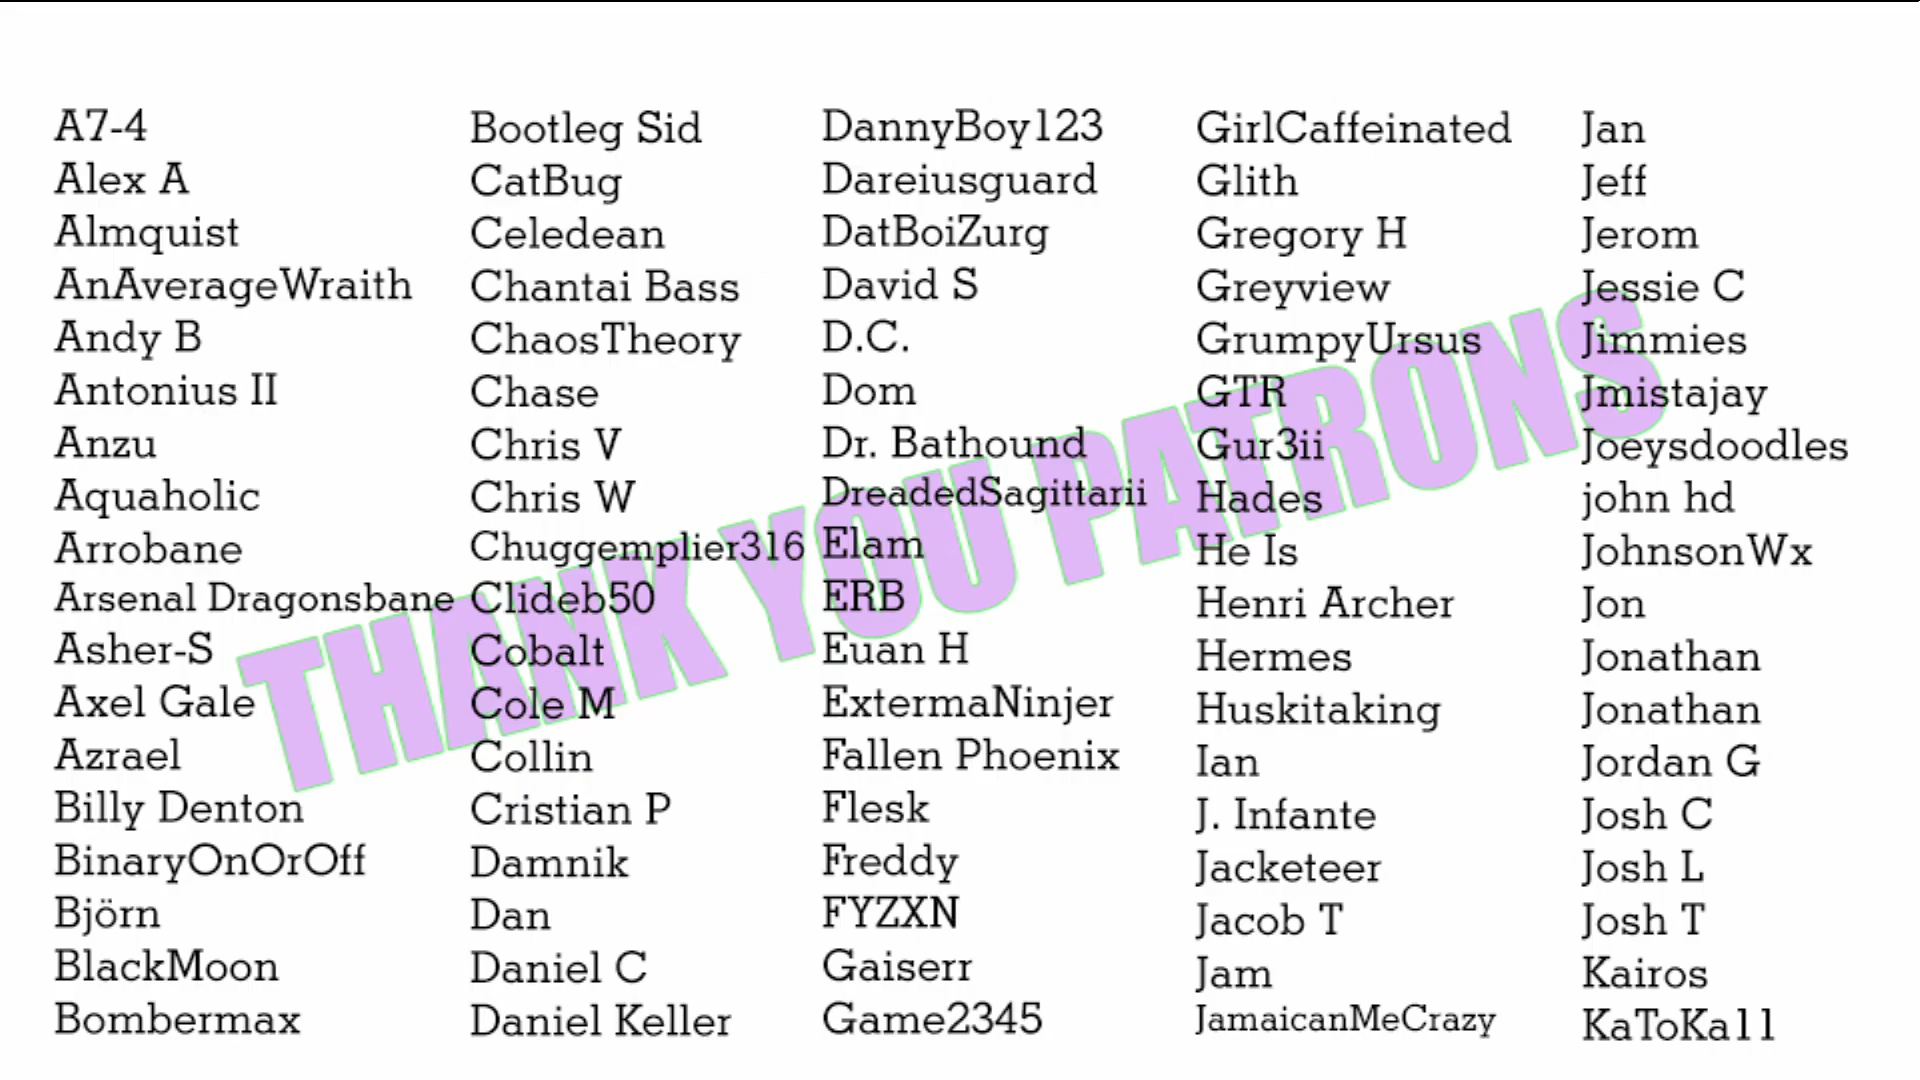 A7-4
Alex A
Almquist
AnAverageWraith
Andy B
Antonius II
Anzu
Aquaholic
Arrobane
Arsenal Dragonsbane
Asher-S
Axel Gale
Azrael
Billy Denton
BinaryOnOrOff
Björn
BlackMoon
Bombermax
Bootleg Sid
CatBug
Celedean
Chantai Bass
ChaosTheory
Chase
Chris V
Chris W
Chuggemplier316
Clideb50
Cobalt
Cole M
Collin
Cristian P
Damnik
Dan
Daniel C
Daniel Keller
DannyBoy123
Dareiusguard
DatBoiZurg
David S
D.C.
Dom
Dr. Bathound
DreadedSagittarii
Elam
ERB
Euan H
ExtermaNinjer
Fallen Phoenix
Flesk
Freddy
FYZXN
Gaiserr
Game2345
GirlCaffeinated
Glith
Gregory H
Greyview
GrumpyUrsus
GTR
Gur3ii
Hades
He Is
Henri Archer
Hermes
Huskitaking
Ian
J. Infante
Jacketeer
Jacob T
Jam
JamaicanMeCrazy
Jan
Jeff
Jerom
Jessie C
Jimmies
Jmistajay
Joeysdoodles
john hd
JohnsonWx
Jon
Jonathan
Jonathan
Jordan G
Josh C
Josh L
Josh T
Kairos
KaToKa11
THANK YOU PATRONS